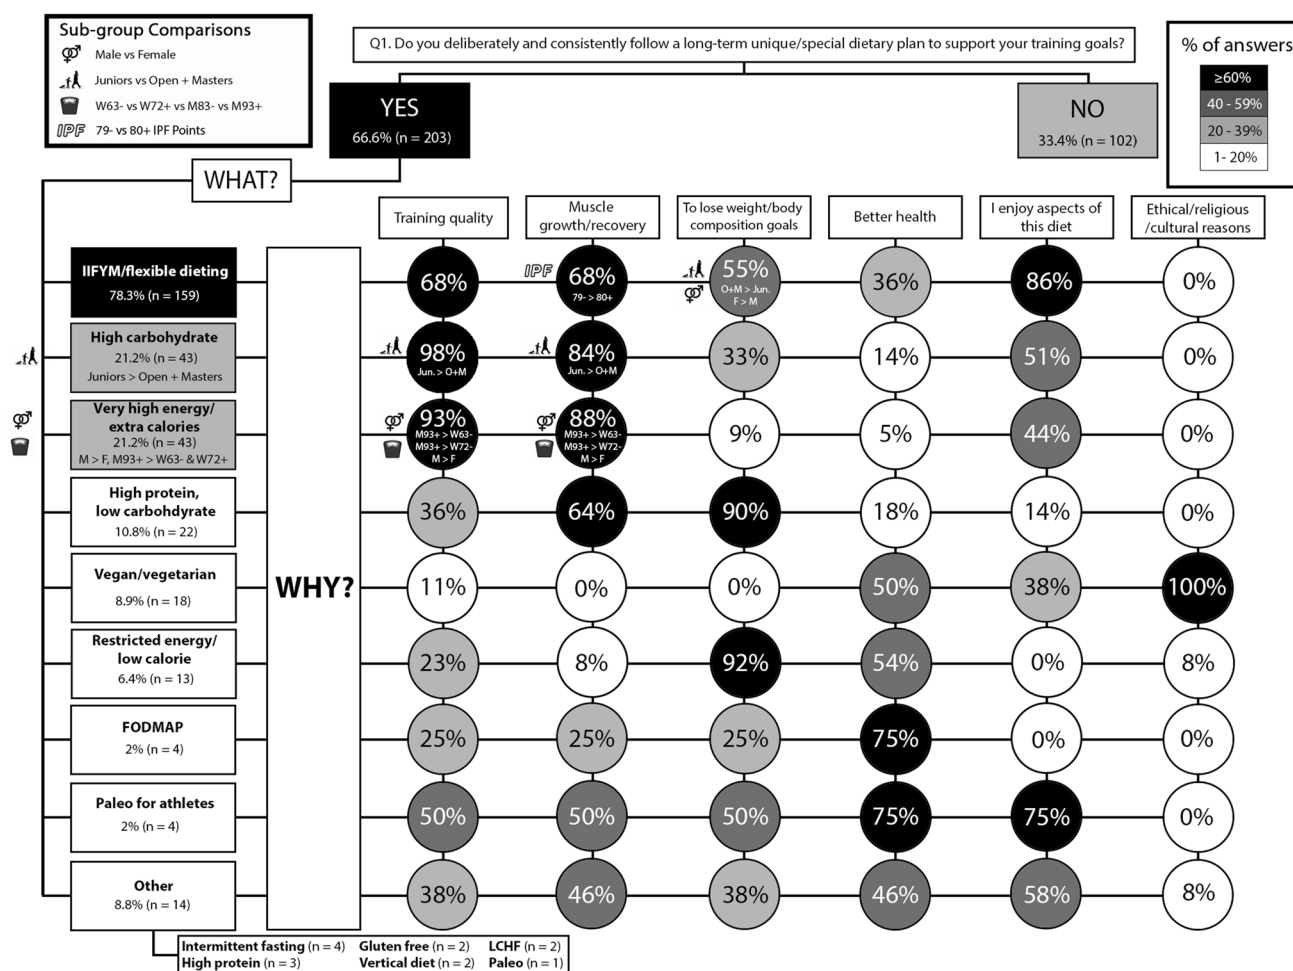 Sub-group Comparisons
Male vs Female
Juniors vs Open + Masters
W63- vs W72+ vs M83- vs M93+
IPF 79- vs 80+ IPF Points
Q1. Do you deliberately and consistently follow a long-term unique/special dietary plan to support your training goals?
% of answers
≥60%
40 - 59%
20 - 39%
1- 20%
YES
66.6% (n = 203)
NO
33.4% (n = 102)
WHAT?
Training quality
Muscle
growth/recovery
To lose weight/body
composition goals
Better health
I enjoy aspects of
this diet
Ethical/religious
/cultural reasons
WHY?
IIFYM/flexible dieting
78.3% (n = 159)
68%
IPF
68%
79- > 80+
55%
O+M > Jun.
F > M
36%
86%
0%
High carbohydrate
21.2% (n = 43)
Juniors > Open + Masters
98%
Jun. > O+M
84%
Jun. > O+M
33%
14%
51%
0%
Very high energy/
extra calories
21.2% (n = 43)
M > F, M93+ > W63- & W72+
93%
M93+ > W63-
M93+ > W72-
M > F
88%
M93+ > W63-
M93+ > W72-
M > F
9%
5%
44%
0%
High protein,
low carbohdyrate
10.8% (n = 22)
36%
64%
90%
18%
14%
0%
Vegan/vegetarian
8.9% (n = 18)
11%
0%
0%
50%
38%
100%
Restricted energy/
low calorie
6.4% (n = 13)
23%
8%
92%
54%
0%
8%
FODMAP
2% (n = 4)
25%
25%
25%
75%
0%
0%
Paleo for athletes
2% (n = 4)
50%
50%
50%
75%
75%
0%
Other
8.8% (n = 14)
38%
46%
38%
46%
58%
8%
Intermittent fasting (n = 4) Gluten free (n = 2) LCHF (n = 2)
High protein (n = 3) Vertical diet (n = 2) Paleo (n = 1)